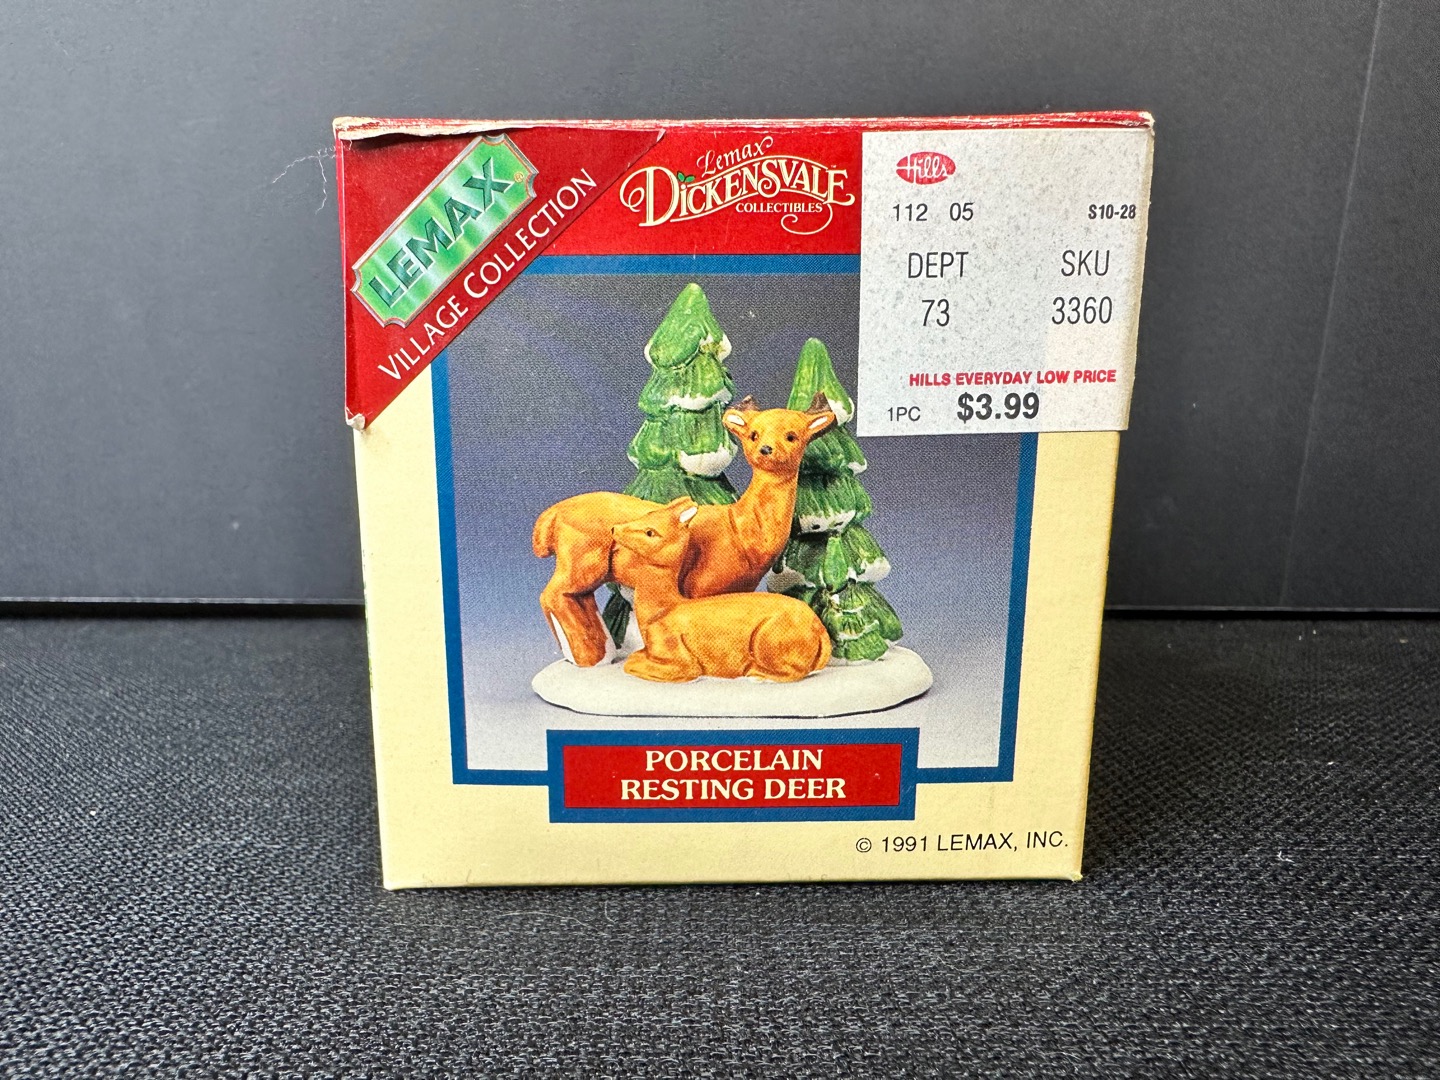 LEMAX®
VILLAGE COLLECTION
Lemax
DICKENSVALE™
COLLECTIBLES
Hills
112 05 S10-28
DEPT SKU
73 3360
HILLS EVERYDAY LOW PRICE
1PC $3.99
PORCELAIN
RESTING DEER
© 1991 LEMAX, INC.